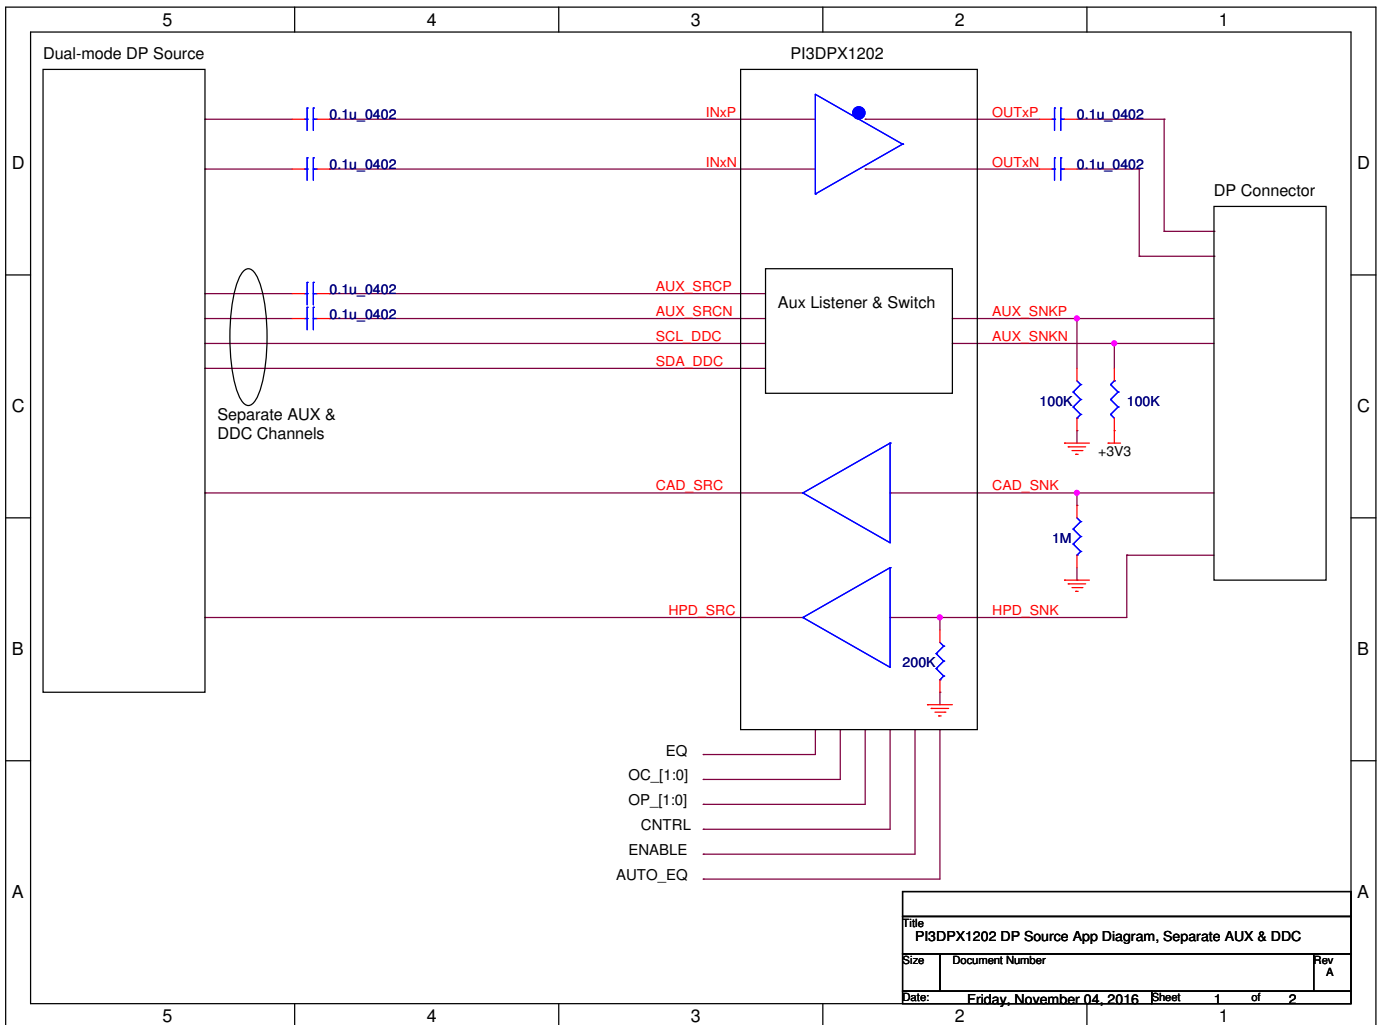 5 4 3 2 1
Dual-mode DP Source
PI3DPX1202
0.1u_0402
INxP
OUTxP
0.1u_0402
D
0.1u_0402
INxN
OUTxN
0.1u_0402
D
DP Connector
0.1u_0402
AUX_SRCP
0.1u_0402
AUX_SRCN
Aux Listener & Switch
AUX_SNKP
SCL_DDC
AUX_SNKN
SDA_DDC
C
Separate AUX &
DDC Channels
100K
100K
C
+3V3
CAD_SRC
CAD_SNK
1M
HPD_SRC
HPD_SNK
B
200K
B
EQ
OC_[1:0]
OP_[1:0]
CNTRL
ENABLE
AUTO_EQ
A
A
Title
PI3DPX1202 DP Source App Diagram, Separate AUX & DDC
Size
Document Number
Rev
A
Date:
Friday, November 04, 2016
Sheet
1 of 2
5 4 3 2 1